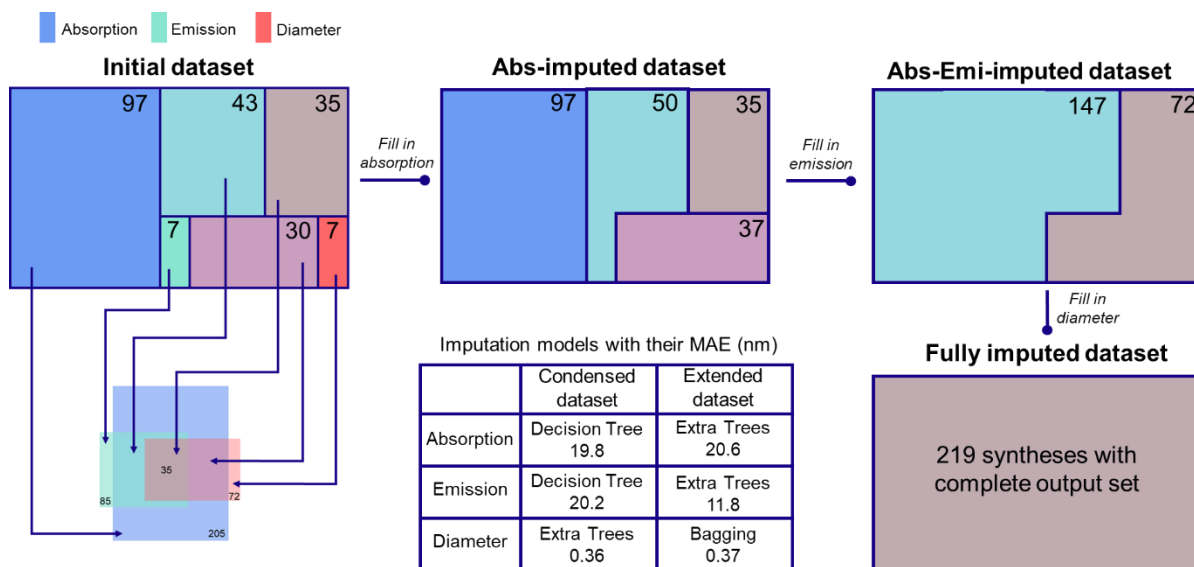 Absorption
Emission
Diameter
Initial dataset
97
43
35
7
30
7
Fill in
absorption
Abs-imputed dataset
97
50
35
37
Fill in
emission
Abs-Emi-imputed dataset
147
72
Fill in
diameter
Fully imputed dataset
219 syntheses with
complete output set
35
85
72
205
Imputation models with their MAE (nm)
Condensed
dataset
Extended
dataset
Absorption
Decision Tree
19.8
Extra Trees
20.6
Emission
Decision Tree
20.2
Extra Trees
11.8
Diameter
Extra Trees
0.36
Bagging
0.37